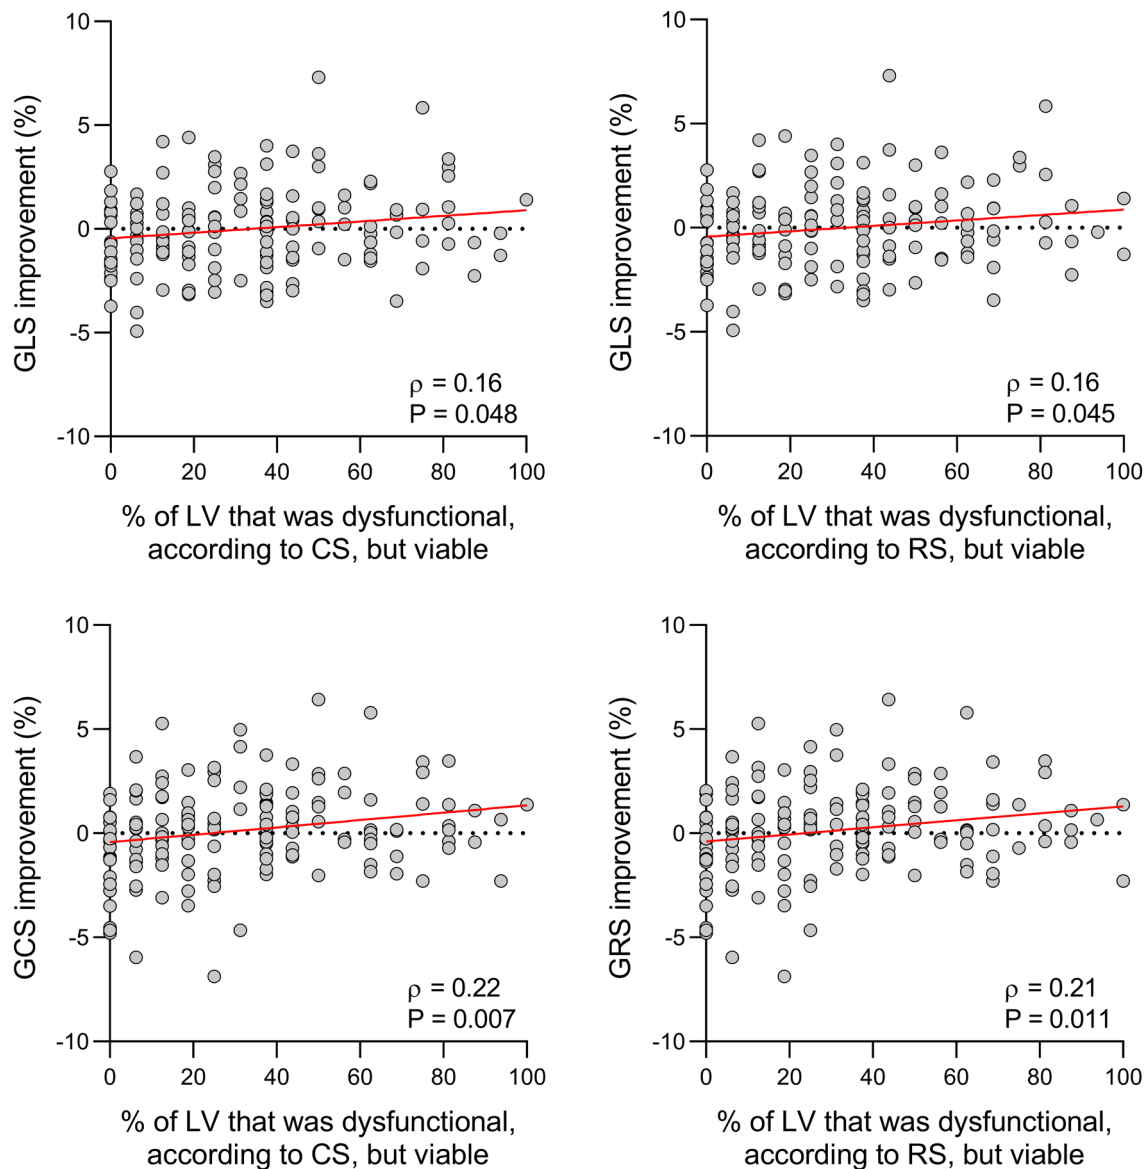 10
5
0
-5
-10
GLS improvement (%)
ρ = 0.16
P = 0.048
0 20 40 60 80 100
% of LV that was dysfunctional,
according to CS, but viable
10
5
0
-5
-10
GLS improvement (%)
ρ = 0.16
P = 0.045
0 20 40 60 80 100
% of LV that was dysfunctional,
according to RS, but viable
10
5
0
-5
-10
GCS improvement (%)
ρ = 0.22
P = 0.007
0 20 40 60 80 100
% of LV that was dysfunctional,
according to CS, but viable
10
5
0
-5
-10
GRS improvement (%)
ρ = 0.21
P = 0.011
0 20 40 60 80 100
% of LV that was dysfunctional,
according to RS, but viable